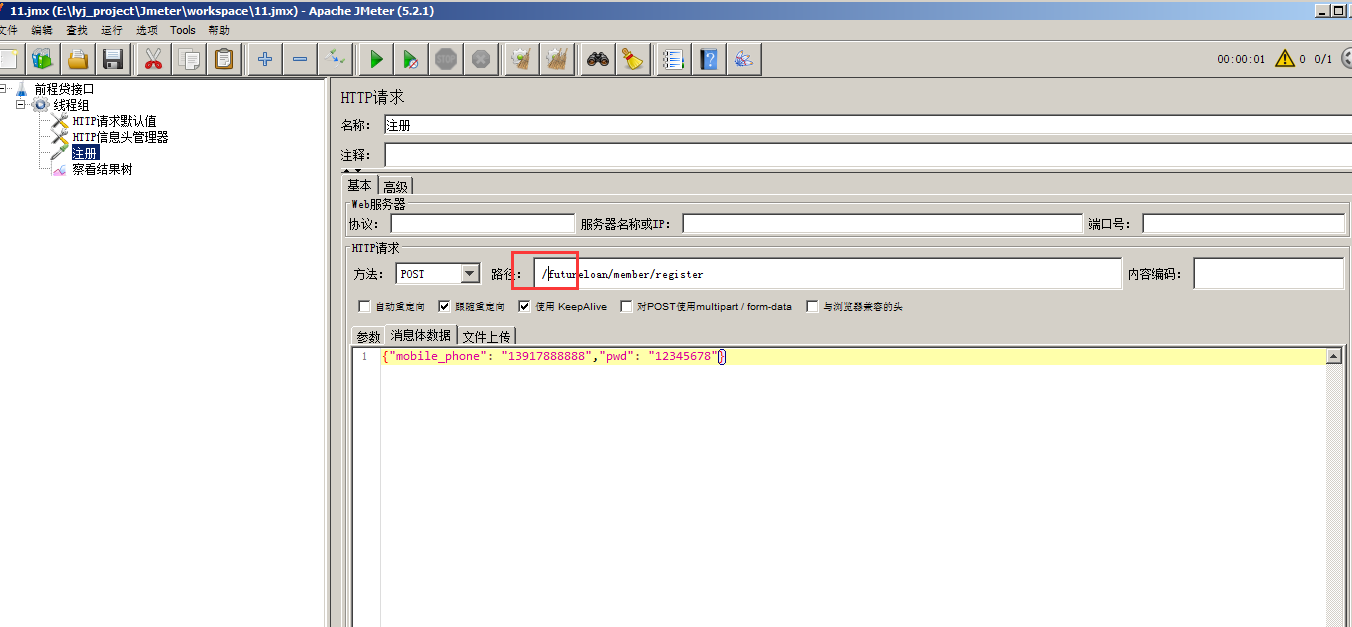 11.jmx (E:\lyj_project\Jmeter\workspace\11.jmx) - Apache JMeter (5.2.1)
文件 编辑 查找 运行 选项 Tools 帮助
00:00:01 0 0/1
前程贷接口
线程组
HTTP请求默认值
HTTP信息头管理器
注册
察看结果树
HTTP请求
名称： 注册
注释：
基本 高级
Web服务器
协议： 服务器名称或IP： 端口号：
HTTP请求
方法： POST 路径： /futureloan/member/register 内容编码：
自动重定向 跟随重定向 使用 KeepAlive 对POST使用multipart / form-data 与浏览器兼容的头
参数 消息体数据 文件上传
1 {"mobile_phone": "13917888888","pwd": "12345678"}